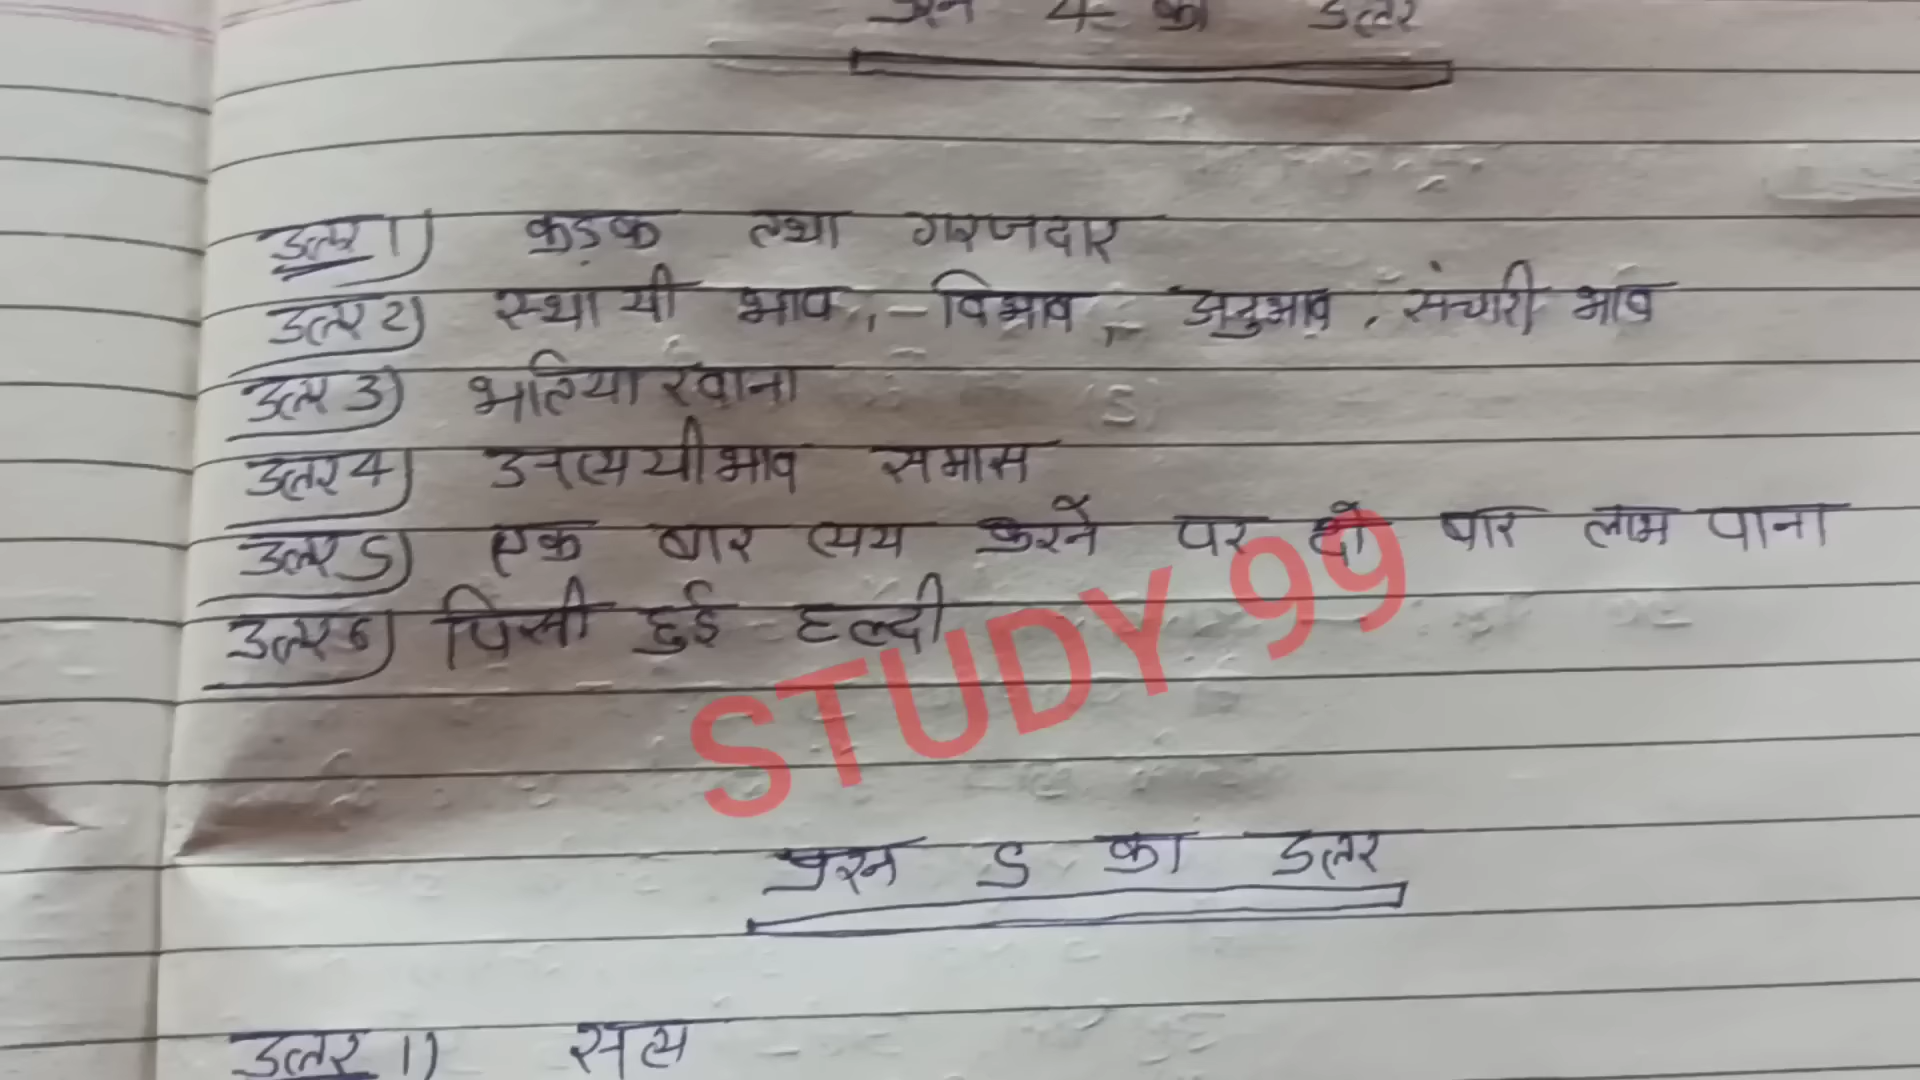 प्रश्न 4 का उत्तर
उत्तर 1) कड़क तथा गरजदार
उत्तर 2) स्थायी भाव, विभाव, अनुभाव, संचारी भाव
उत्तर 3) भटियारखाना
उत्तर 4) अव्ययीभाव समास
उत्तर 5) एक बार व्यय करने पर दो बार लाभ पाना
उत्तर 6) पिसी हुई हल्दी
STUDY 99
प्रश्न 5 का उत्तर
उत्तर 1) सत्य